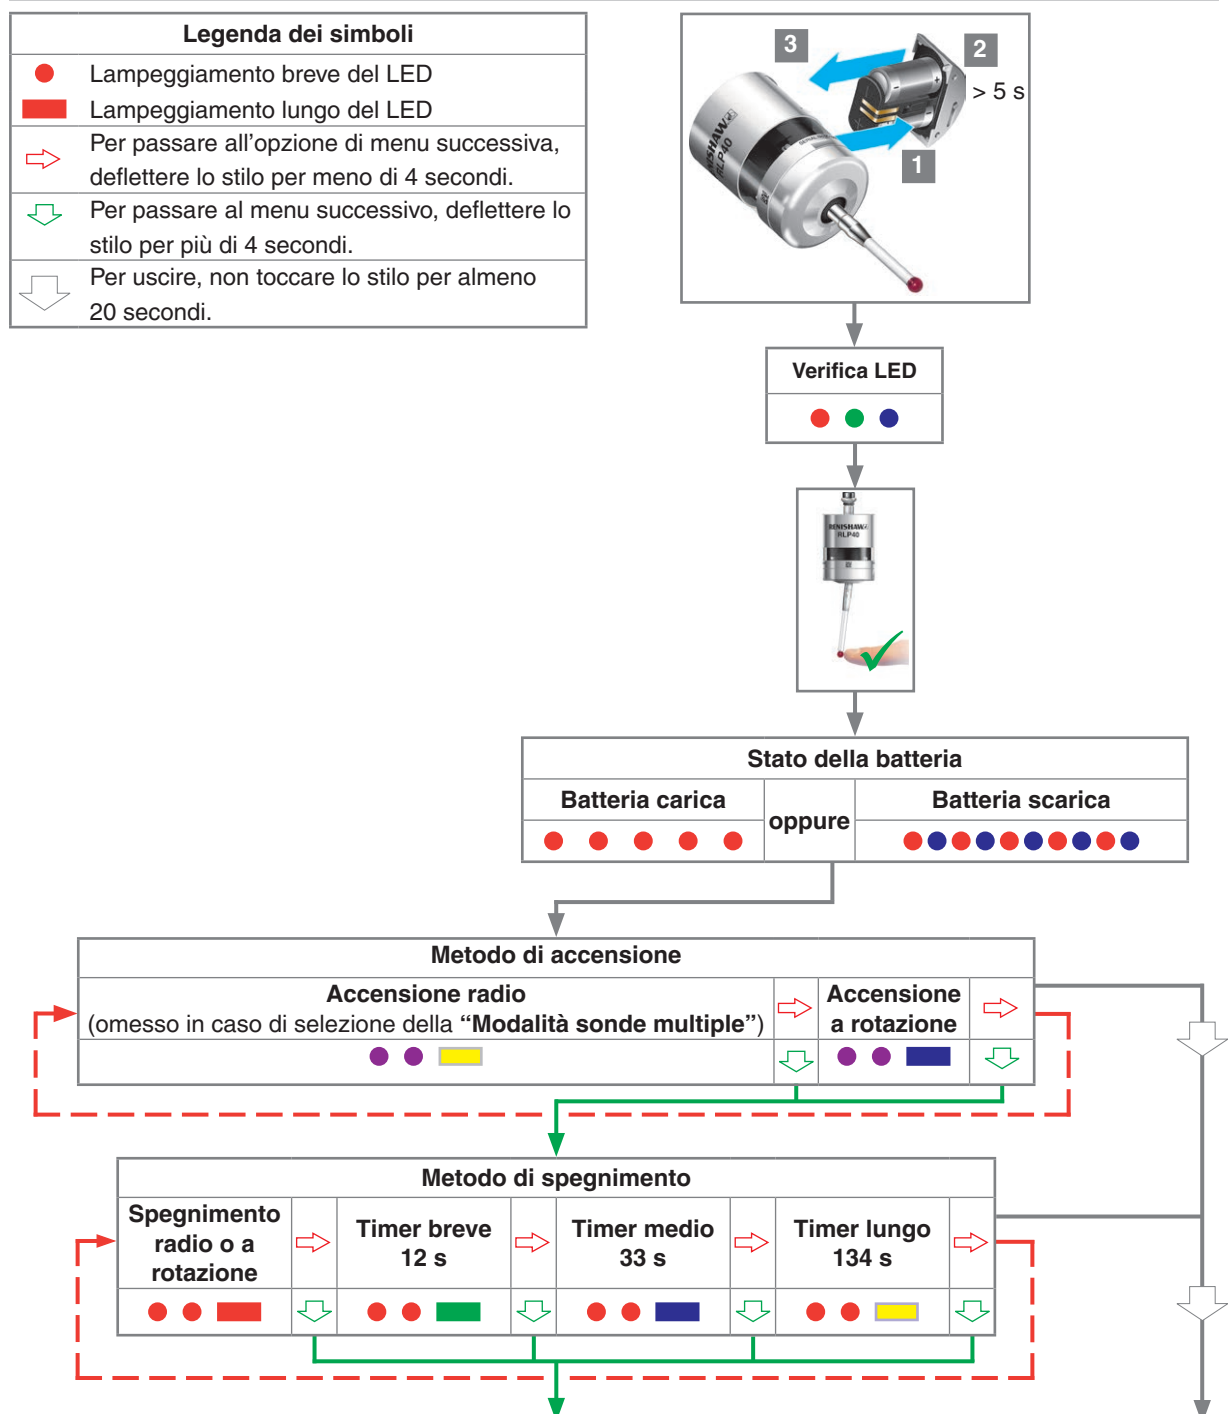 Legenda dei simboli
Lampeggiamento breve del LED
Lampeggiamento lungo del LED
Per passare all'opzione di menu successiva,
deflettere lo stilo per meno di 4 secondi.
Per passare al menu successivo, deflettere lo
stilo per più di 4 secondi.
Per uscire, non toccare lo stilo per almeno
20 secondi.
3
2
> 5 s
1
RENISHAW
RLP40
Verifica LED
RENISHAW
RLP40
Stato della batteria
Batteria carica
oppure
Batteria scarica
Metodo di accensione
Accensione radio
(omesso in caso di selezione della “Modalità sonde multiple”)
Accensione
a rotazione
Metodo di spegnimento
Spegnimento
radio o a
rotazione
Timer breve
12 s
Timer medio
33 s
Timer lungo
134 s